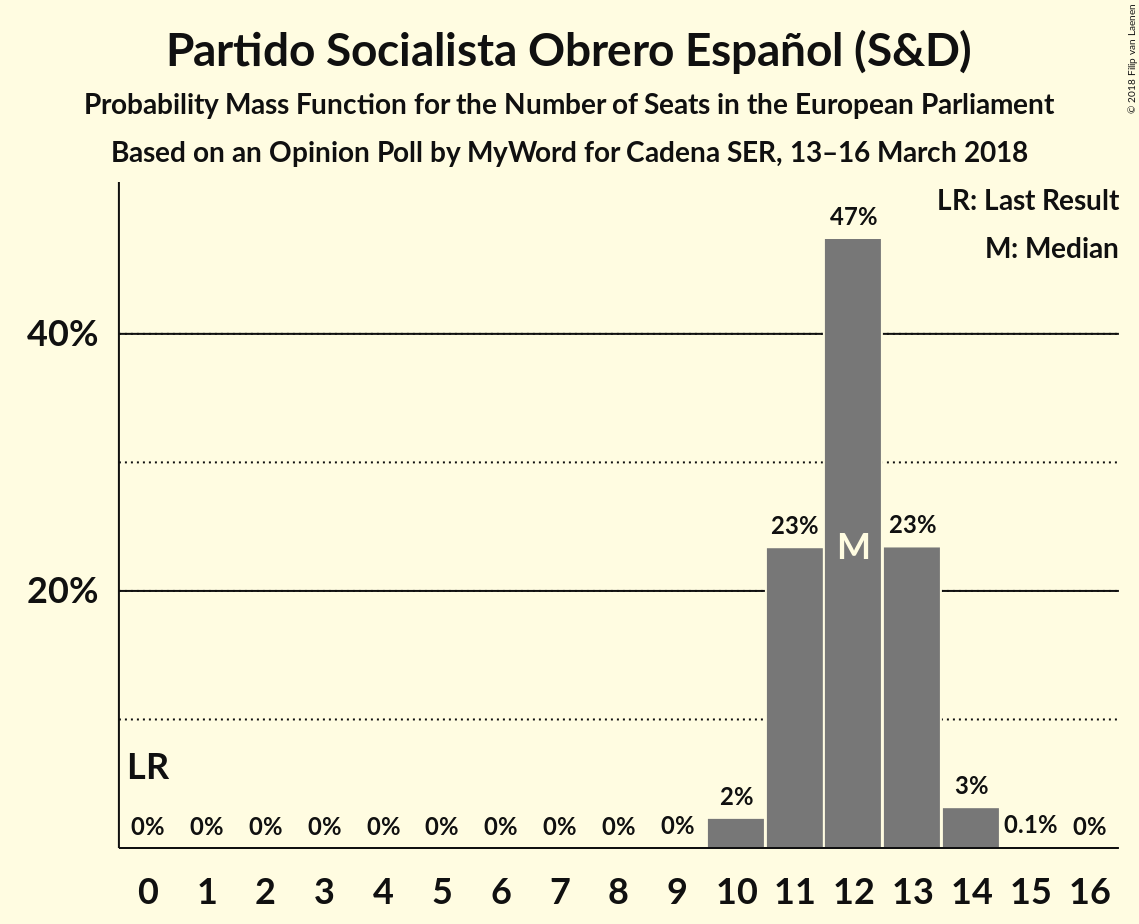 Partido Socialista Obrero Español (S&D)
Probability Mass Function for the Number of Seats in the European Parliament
Based on an Opinion Poll by MyWord for Cadena SER, 13–16 March 2018
© 2018 Filip van Laenen
LR: Last Result
M: Median
47%
40%
23% 23%
M
20%
LR
0% 0% 0% 0% 0% 0% 0% 0% 0% 0% 2% 3% 0.1% 0%
0 1 2 3 4 5 6 7 8 9 10 11 12 13 14 15 16